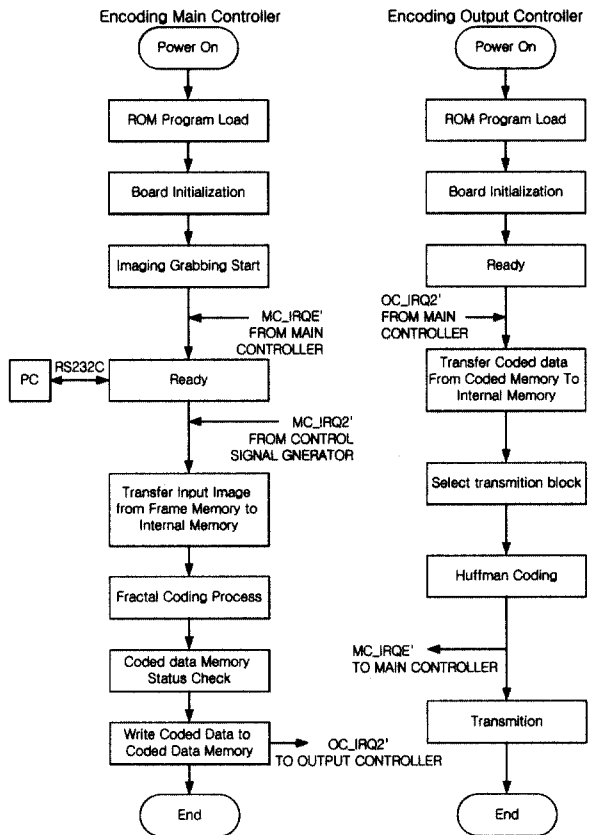 Encoding Main Controller
Power On
ROM Program Load
Board Initialization
Imaging Grabbing Start
MC_IRQE'
FROM MAIN
CONTROLLER
PC
RS232C
Ready
MC_IRQ2'
FROM CONTROL
SIGNAL GNERATOR
Transfer Input Image
from Frame Memory to
Internal Memory
Fractal Coding Process
Coded data Memory
Status Check
Write Coded Data to
Coded Data Memory
OC_IRQ2'
TO OUTPUT CONTROLLER
End
Encoding Output Controller
Power On
ROM Program Load
Board Initialization
Ready
OC_IRQ2'
FROM MAIN
CONTROLLER
Transfer Coded data
From Coded Memory To
Internal Memory
Select transmition block
Huffman Coding
MC_IRQE'
TO MAIN CONTROLLER
Transmition
End